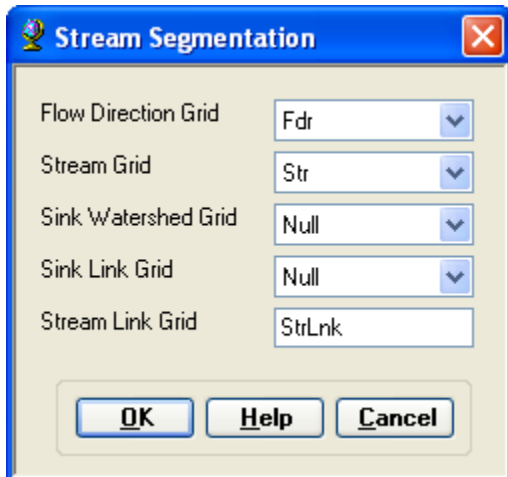 Stream Segmentation
Flow Direction Grid Fdr
Stream Grid Str
Sink Watershed Grid Null
Sink Link Grid Null
Stream Link Grid StrLnk
OK Help Cancel